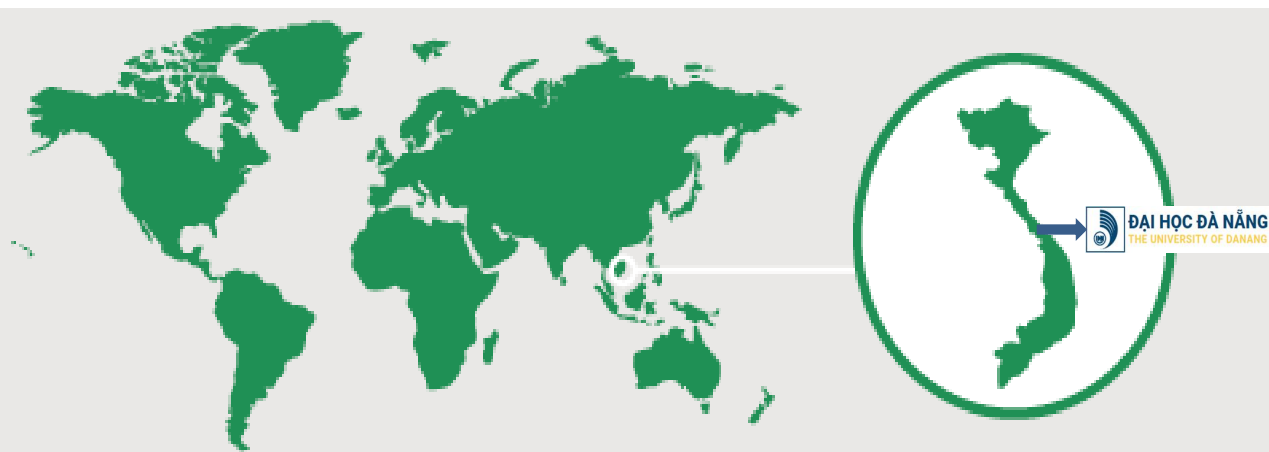 ĐẠI HỌC ĐÀ NẴNG
THE UNIVERSITY OF DANANG